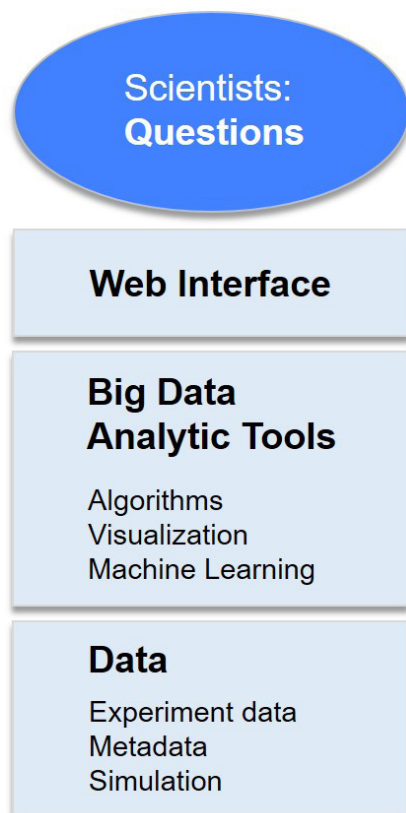 Scientists:
Questions
Web Interface
Big Data
Analytic Tools
Algorithms
Visualization
Machine Learning
Data
Experiment data
Metadata
Simulation